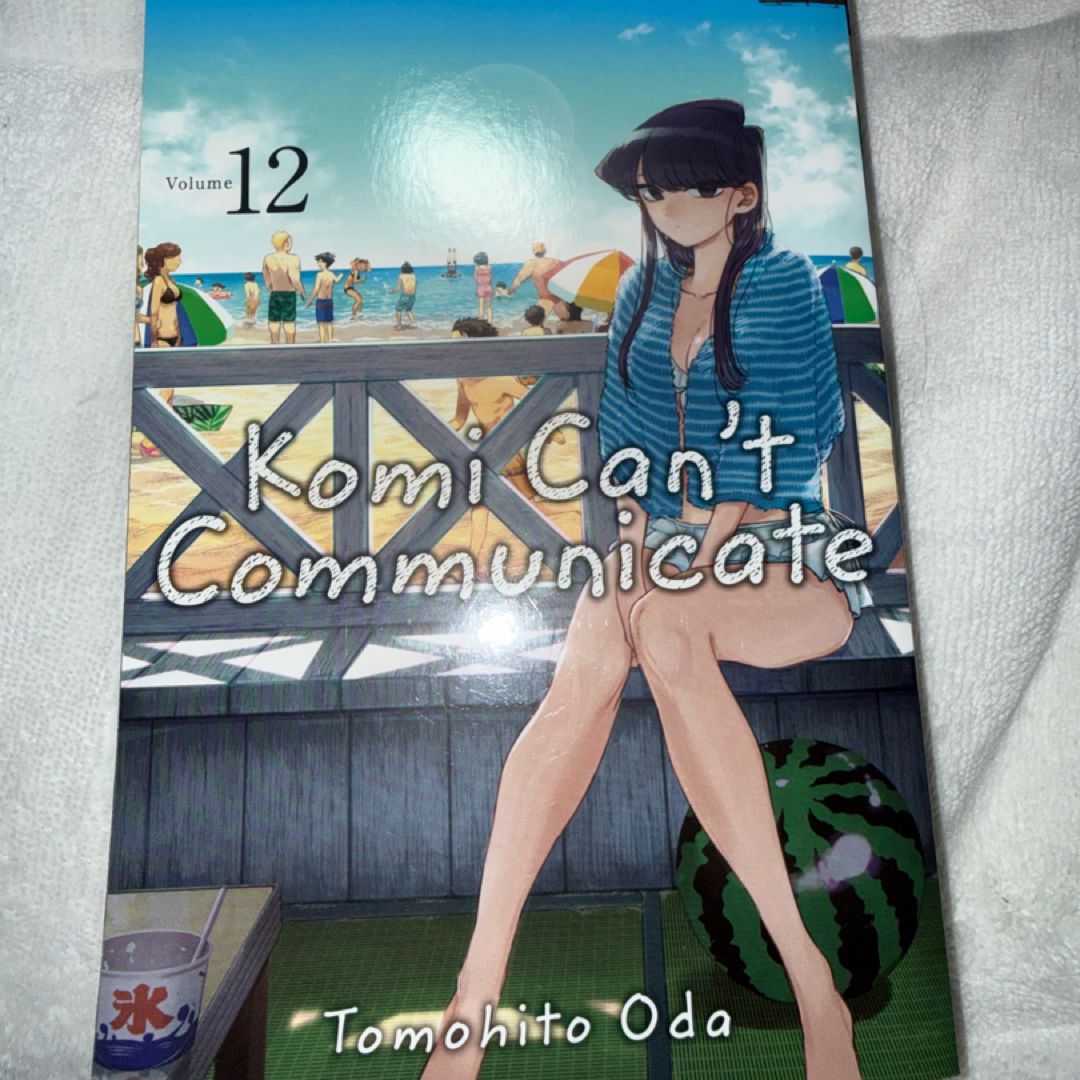 Volume 12
Komi Can't
Communicate
氷
Tomohito Oda